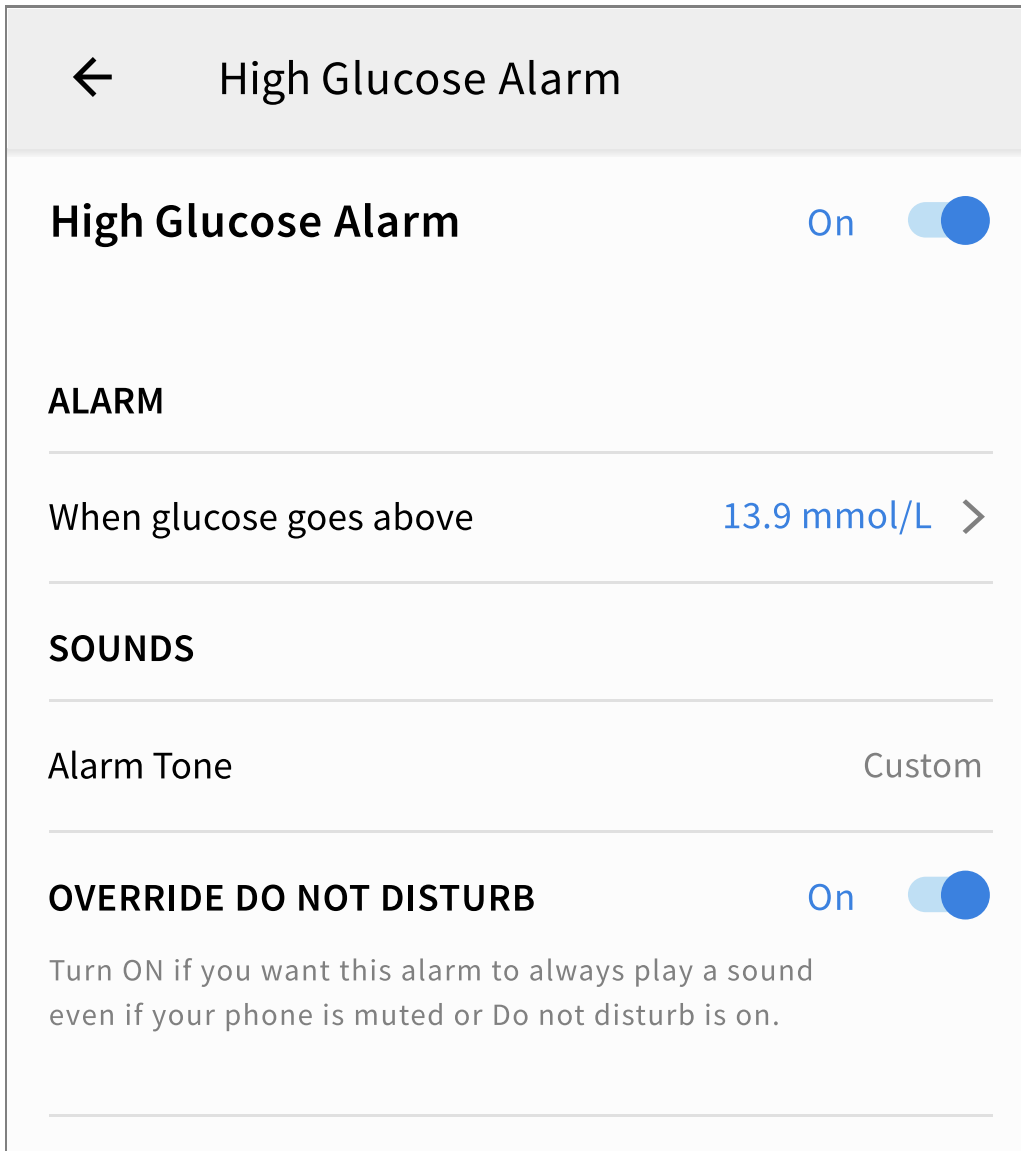 High Glucose Alarm
High Glucose Alarm On
ALARM
When glucose goes above 13.9 mmol/L
SOUNDS
Alarm Tone Custom
OVERRIDE DO NOT DISTURB On
Turn ON if you want this alarm to always play a sound
even if your phone is muted or Do not disturb is on.